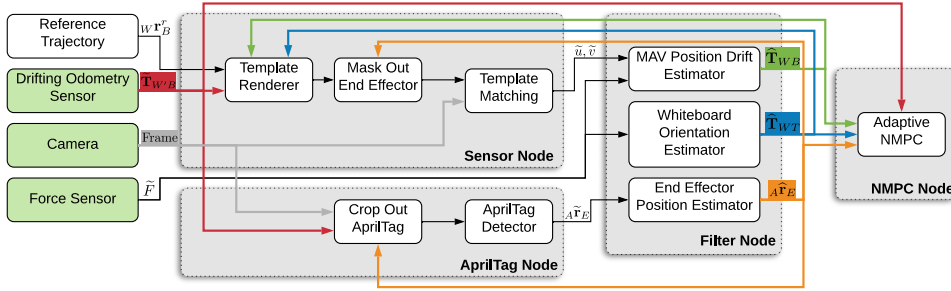 Reference
Trajectory
W r^r_B
Drifting Odometry
Sensor
T̃_W'B
Camera
Frame
Force Sensor
F̃
Template
Renderer
Mask Out
End Effector
Template
Matching
Sensor Node
ũ, ṽ
Crop Out
AprilTag
AprilTag
Detector
AprilTag Node
A r̃_E
MAV Position Drift
Estimator
Whiteboard
Orientation
Estimator
End Effector
Position Estimator
Filter Node
T̂_WB
T̂_WT
A r̂_E
Adaptive
NMPC
NMPC Node